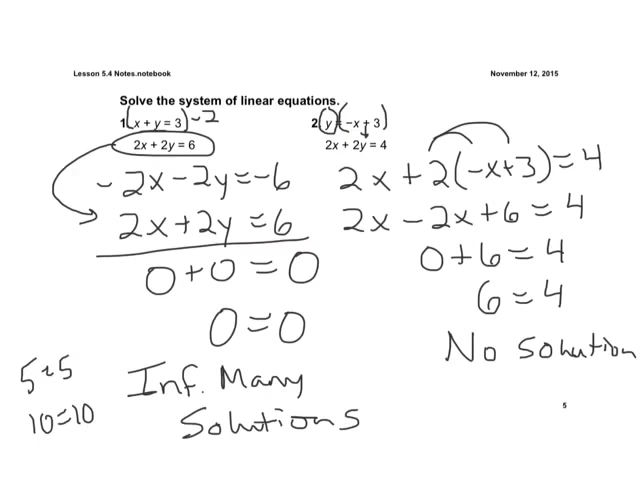 Lesson 5.4 Notes.notebook
November 12, 2015
Solve the system of linear equations.
1(x + y = 3) -2
2x + 2y = 6
- 2x - 2y = -6
2x + 2y = 6
0 + 0 = 0
0 = 0
Inf. Many
Solutions
5 = 5
10 = 10
2(y)=(-x + 3)
2x + 2y = 4
2x + 2(-x + 3) = 4
2x - 2x + 6 = 4
0 + 6 = 4
6 = 4
No solution
5